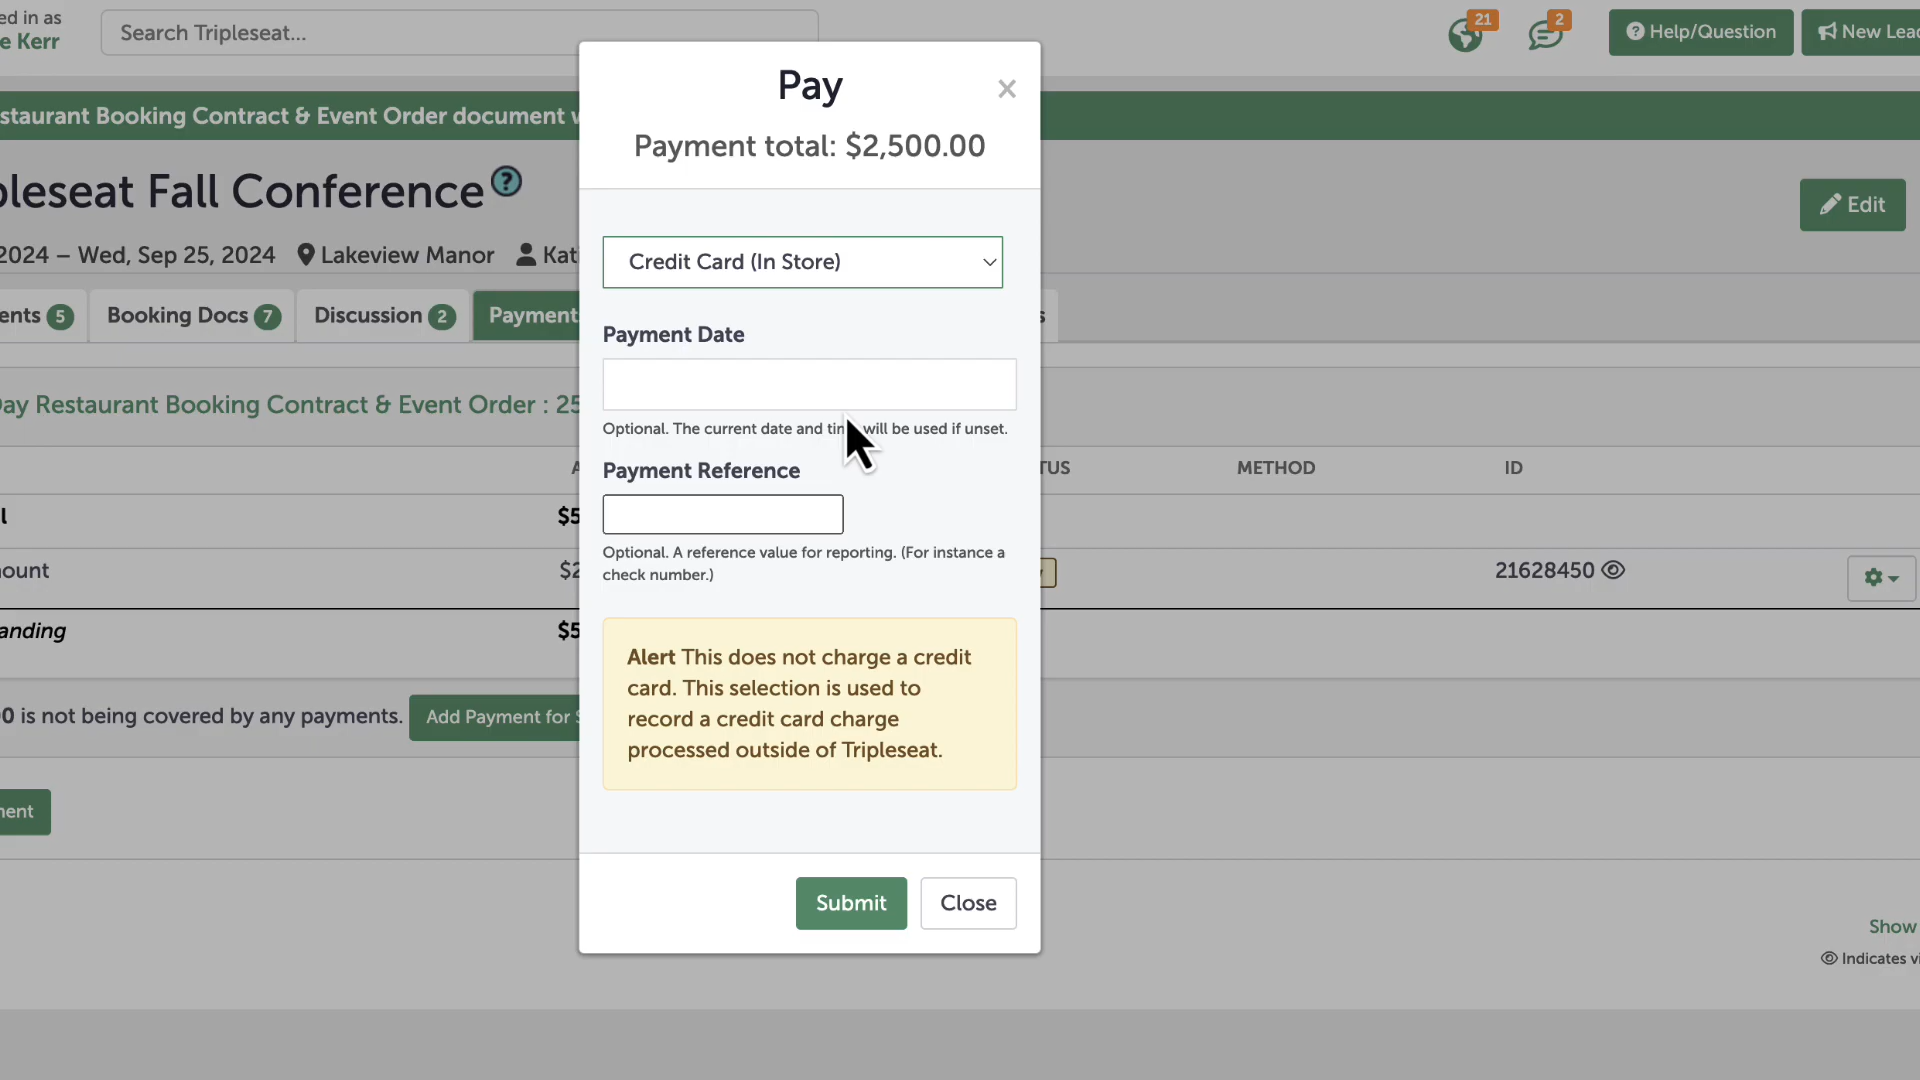 ed in as
e Kerr
Search Tripleseat...
21
2
Help/Question
New Lea
staurant Booking Contract & Event Order document
pleseat Fall Conference
?
Edit
2024 – Wed, Sep 25, 2024
Lakeview Manor
Kat
ents 5
Booking Docs 7
Discussion 2
Payment
s
Day Restaurant Booking Contract & Event Order : 25
TUS
METHOD
ID
l
$5
ount
$2
21628450
anding
$5
0 is not being covered by any payments.
Add Payment for
ment
Show
Indicates vi
Pay
×
Payment total: $2,500.00
Credit Card (In Store)
Payment Date
Optional. The current date and time will be used if unset.
Payment Reference
Optional. A reference value for reporting. (For instance a
check number.)
Alert This does not charge a credit
card. This selection is used to
record a credit card charge
processed outside of Tripleseat.
Submit
Close